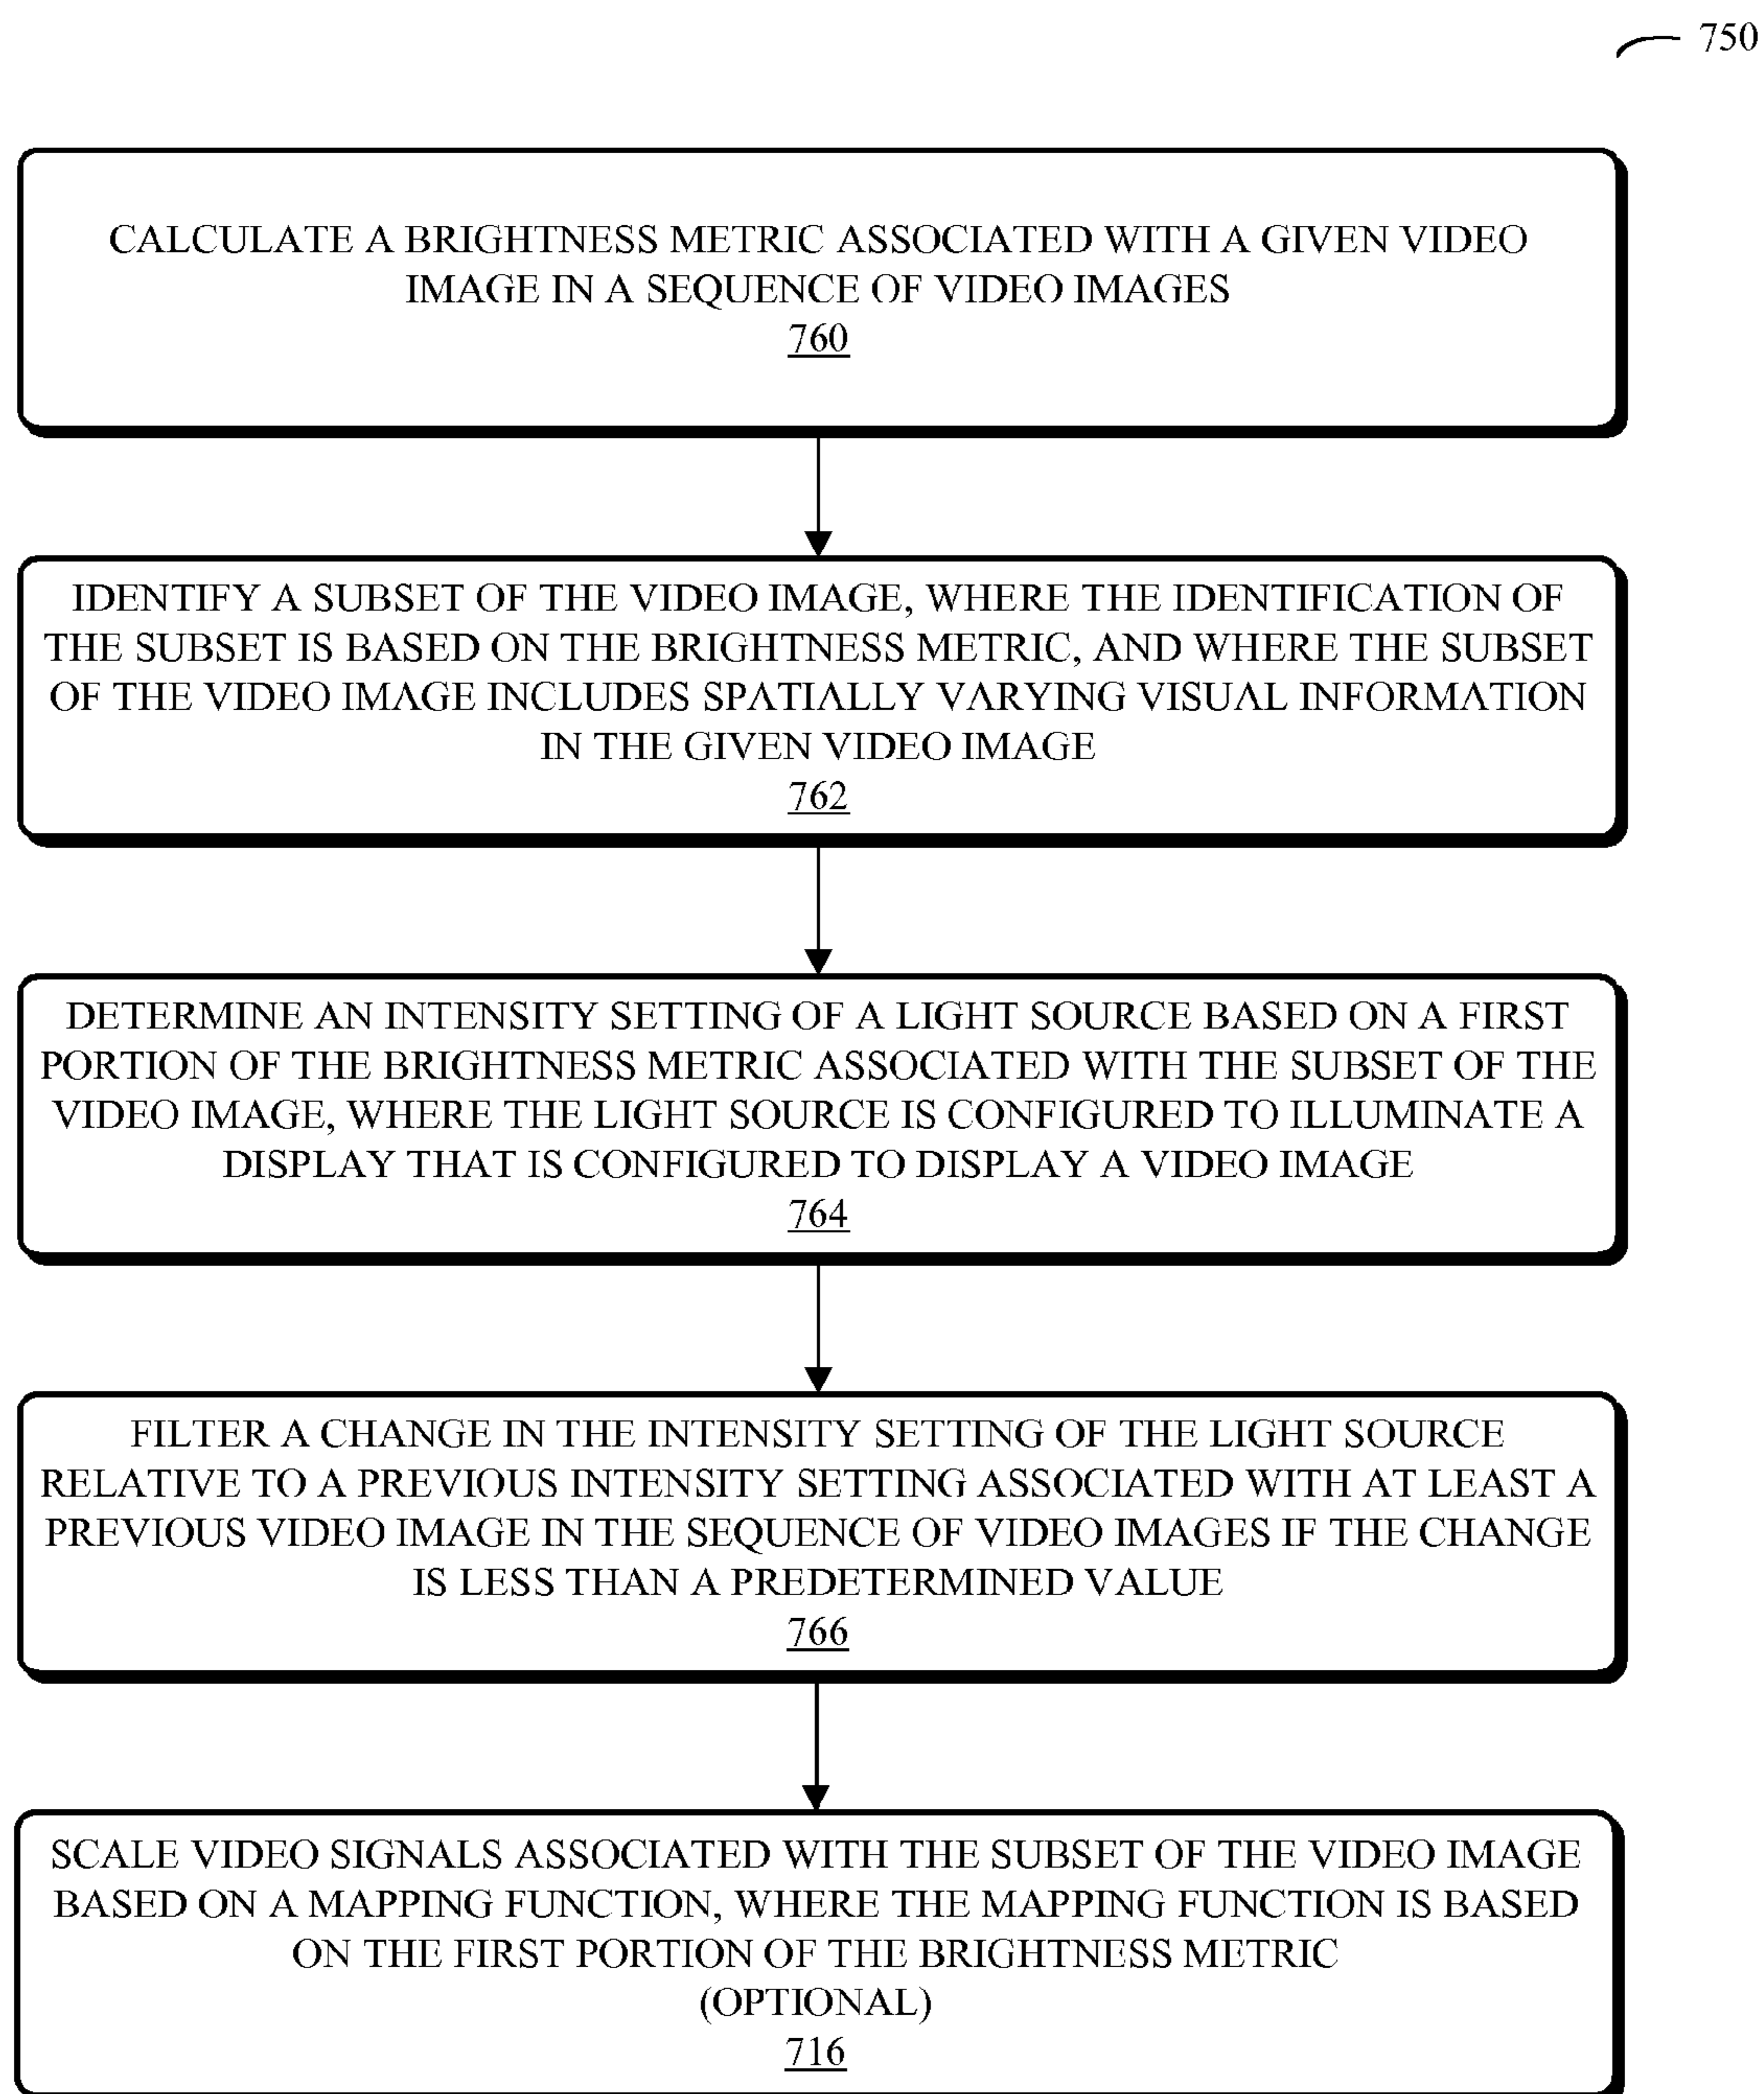 750
CALCULATE A BRIGHTNESS METRIC ASSOCIATED WITH A GIVEN VIDEO
IMAGE IN A SEQUENCE OF VIDEO IMAGES
760
IDENTIFY A SUBSET OF THE VIDEO IMAGE, WHERE THE IDENTIFICATION OF
THE SUBSET IS BASED ON THE BRIGHTNESS METRIC, AND WHERE THE SUBSET
OF THE VIDEO IMAGE INCLUDES SPATIALLY VARYING VISUAL INFORMATION
IN THE GIVEN VIDEO IMAGE
762
DETERMINE AN INTENSITY SETTING OF A LIGHT SOURCE BASED ON A FIRST
PORTION OF THE BRIGHTNESS METRIC ASSOCIATED WITH THE SUBSET OF THE
VIDEO IMAGE, WHERE THE LIGHT SOURCE IS CONFIGURED TO ILLUMINATE A
DISPLAY THAT IS CONFIGURED TO DISPLAY A VIDEO IMAGE
764
FILTER A CHANGE IN THE INTENSITY SETTING OF THE LIGHT SOURCE
RELATIVE TO A PREVIOUS INTENSITY SETTING ASSOCIATED WITH AT LEAST A
PREVIOUS VIDEO IMAGE IN THE SEQUENCE OF VIDEO IMAGES IF THE CHANGE
IS LESS THAN A PREDETERMINED VALUE
766
SCALE VIDEO SIGNALS ASSOCIATED WITH THE SUBSET OF THE VIDEO IMAGE
BASED ON A MAPPING FUNCTION, WHERE THE MAPPING FUNCTION IS BASED
ON THE FIRST PORTION OF THE BRIGHTNESS METRIC
(OPTIONAL)
716